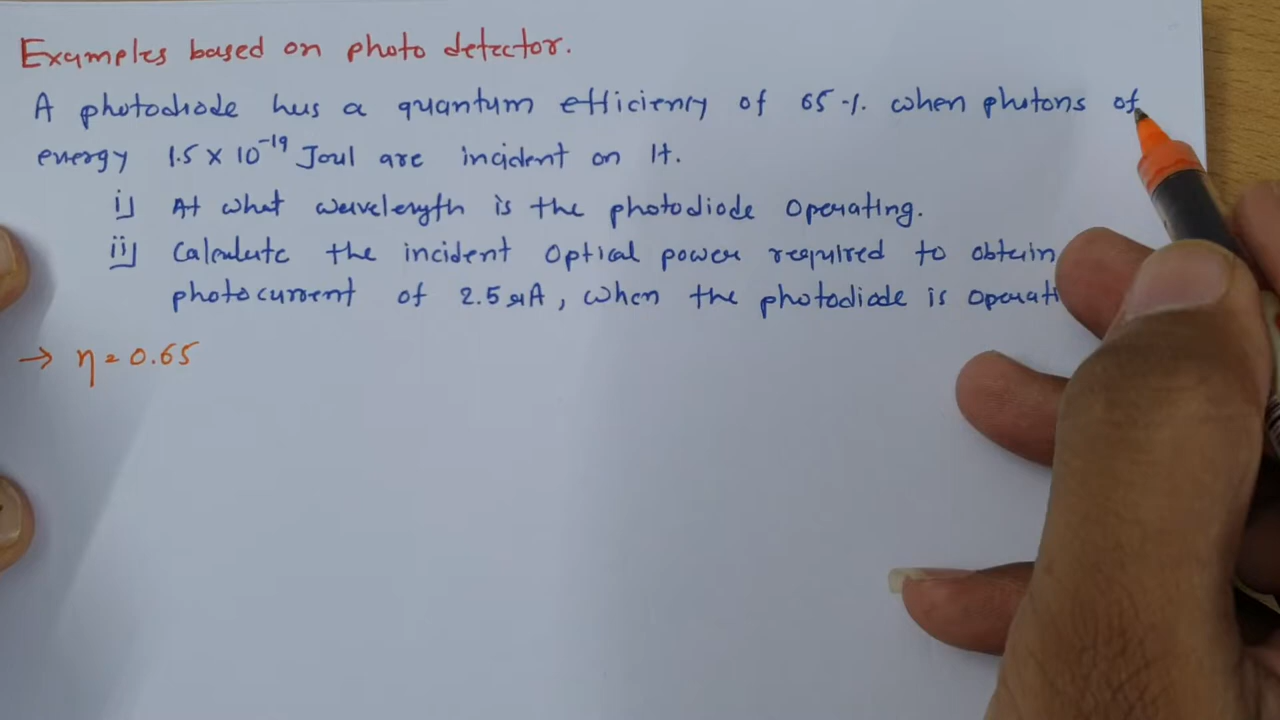 Examples based on photo detector.
A photodiode has a quantum efficiency of 65 % when photons of
energy 1.5 × 10⁻¹⁹ Joul are incident on It.
i) At what wavelength is the photodiode Operating.
ii) Calculate the incident Optical power required to obtain
photocurrent of 2.5 μA, when the photodiode is operati
→ η = 0.65